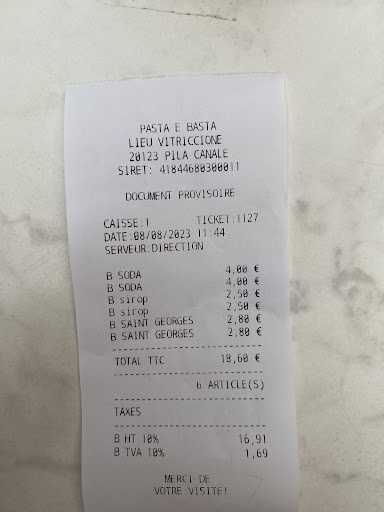 PASTA E BASTA
LIEU VITRICCIONE
20123 PILA CANALE
SIRET: 41844680300011
DOCUMENT PROVISOIRE
CAISSE:1 TICKET:1127
DATE:08/08/2023 11:44
SERVEUR:DIRECTION
B SODA 4,00 €
B SODA 4,00 €
B sirop 2,50 €
B sirop 2,50 €
B SAINT GEORGES 2,80 €
B SAINT GEORGES 2,80 €
TOTAL TTC 18,60 €
6 ARTICLE(S)
TAXES
B HT 10% 16,91
B TVA 10% 1,69
MERCI DE
VOTRE VISITE!